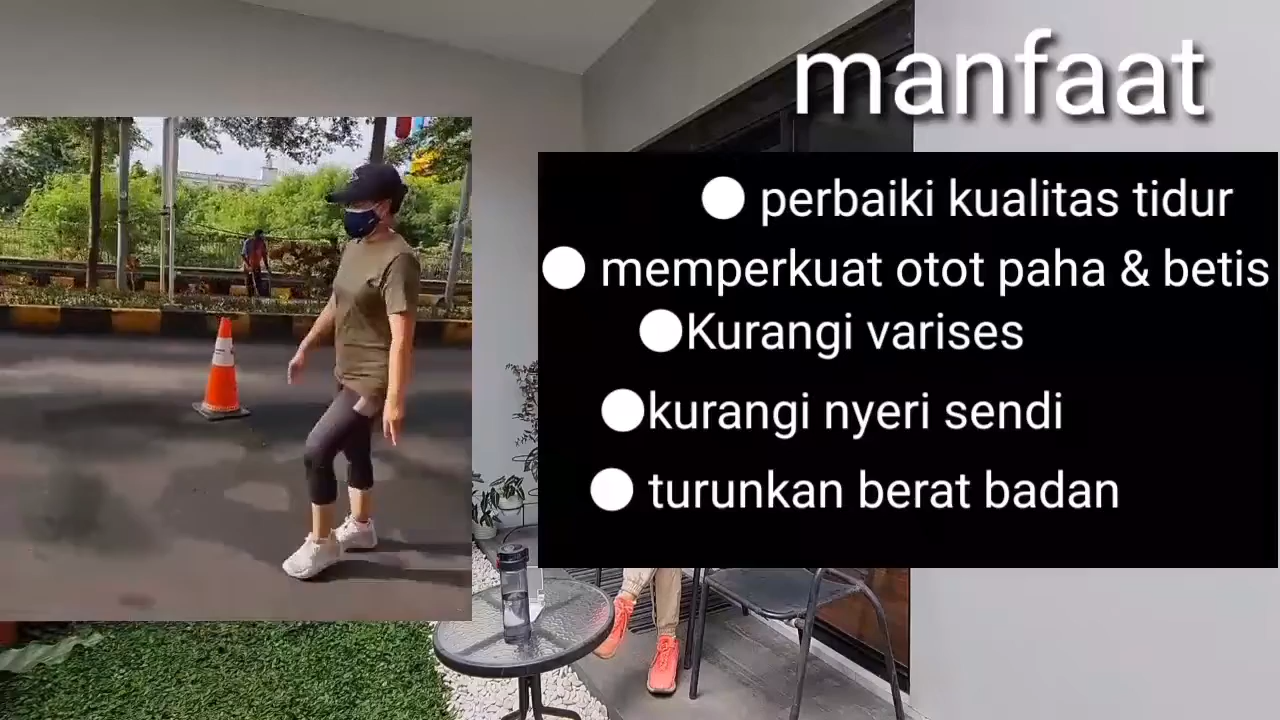 manfaat
● perbaiki kualitas tidur
● memperkuat otot paha & betis
●Kurangi varises
●kurangi nyeri sendi
● turunkan berat badan